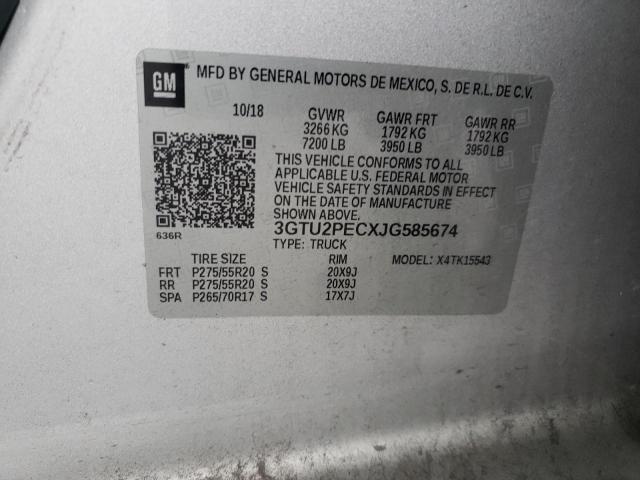 GM
MFD BY GENERAL MOTORS DE MEXICO, S. DE R.L. DE C.V.
10/18 GVWR GAWR FRT GAWR RR
3266 KG 1792 KG 1792 KG
7200 LB 3950 LB 3950 LB
THIS VEHICLE CONFORMS TO ALL
APPLICABLE U.S. FEDERAL MOTOR
VEHICLE SAFETY STANDARDS IN EFFECT
ON THE DATE OF MANUFACTURE
SHOWN ABOVE.
636R
3GTU2PECXJG585674
TYPE: TRUCK
TIRE SIZE RIM MODEL: X4TK15543
FRT P275/55R20 S 20X9J
RR P275/55R20 S 20X9J
SPA P265/70R17 S 17X7J